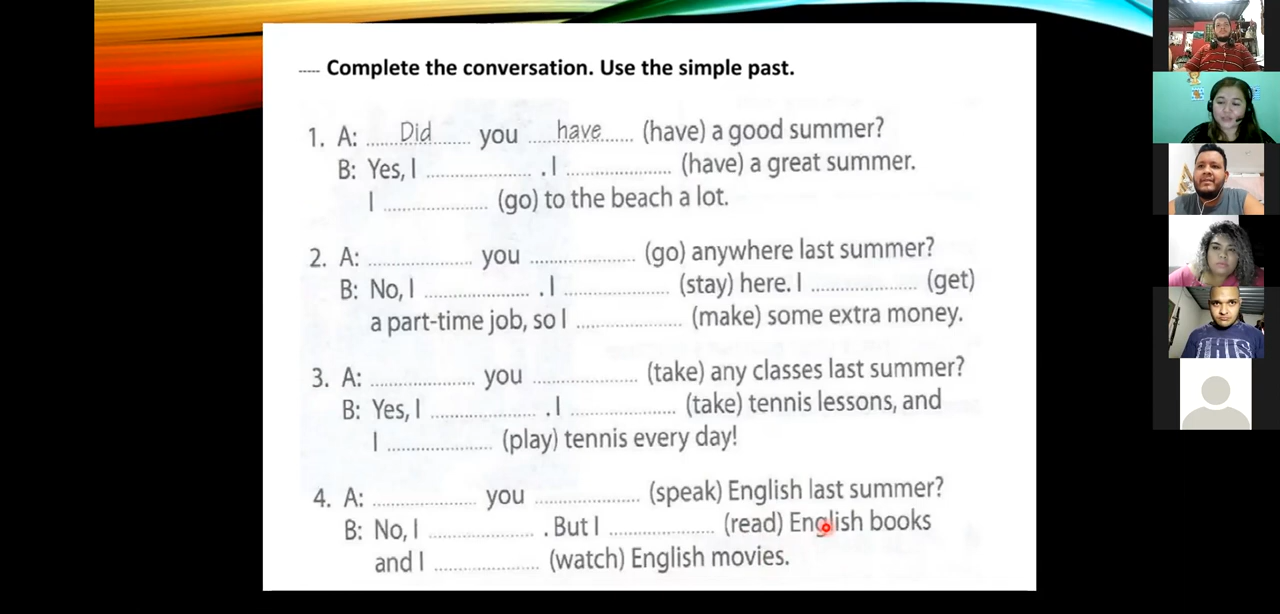 ----- Complete the conversation. Use the simple past.
1. A: ......Did...... you ......have...... (have) a good summer?
B: Yes, I .................... . I .................... (have) a great summer.
I .................... (go) to the beach a lot.
2. A: .................... you .................... (go) anywhere last summer?
B: No, I .................... . I .................... (stay) here. I .................... (get)
a part-time job, so I .................... (make) some extra money.
3. A: .................... you .................... (take) any classes last summer?
B: Yes, I .................... . I .................... (take) tennis lessons, and
I .................... (play) tennis every day!
4. A: .................... you .................... (speak) English last summer?
B: No, I .................... . But I .................... (read) English books
and I .................... (watch) English movies.